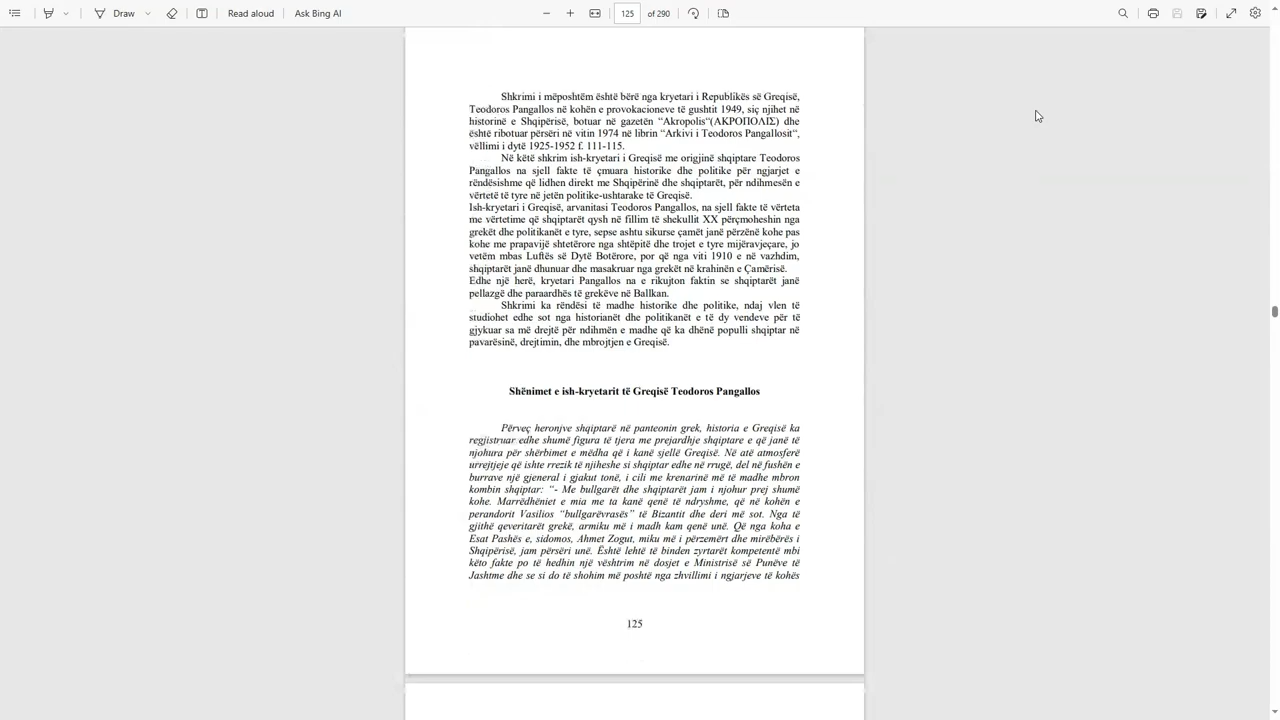 Draw
Read aloud
Ask Bing AI
125
of 290
Shkrimi i mëposhtëm është bërë nga kryetari i Republikës së Greqisë,
Teodoros Pangallos në kohën e provokacioneve të gushtit 1949, siç njihet në
historinë e Shqipërisë, botuar në gazetën “Akropolis“(ΑΚΡΟΠΟΛΙΣ) dhe
është ribotuar përsëri në vitin 1974 në librin “Arkivi i Teodoros Pangallosit“,
vëllimi i dytë 1925-1952 f. 111-115.
Në këtë shkrim ish-kryetari i Greqisë me origjinë shqiptare Teodoros
Pangallos na sjell fakte të çmuara historike dhe politike për ngjarjet e
rëndësishme që lidhen direkt me Shqipërinë dhe shqiptarët, për ndihmesën e
vërtetë të tyre në jetën politike-ushtarake të Greqisë.
Ish-kryetari i Greqisë, arvanitasi Teodoros Pangallos, na sjell fakte të vërteta
me vërtetime që shqiptarët qysh në fillim të shekullit XX përçmoheshin nga
grekët dhe politikanët e tyre, sepse ashtu sikurse çamët janë përzënë kohe pas
kohe me prapavijë shtetërore nga shtëpitë dhe trojet e tyre mijëravjeçare, jo
vetëm mbas Luftës së Dytë Botërore, por që nga viti 1910 e në vazhdim,
shqiptarët janë dhunuar dhe masakruar nga grekët në krahinën e Çamërisë.
Edhe një herë, kryetari Pangallos na e rikujton faktin se shqiptarët janë
pellazgë dhe paraardhës të grekëve në Ballkan.
Shkrimi ka rëndësi të madhe historike dhe politike, ndaj vlen të
studiohet edhe sot nga historianët dhe politikanët e të dy vendeve për të
gjykuar sa më drejtë për ndihmën e madhe që ka dhënë populli shqiptar në
pavarësinë, drejtimin, dhe mbrojtjen e Greqisë.
Shënimet e ish-kryetarit të Greqisë Teodoros Pangallos
Përveç heronjve shqiptarë në panteonin grek, historia e Greqisë ka
regjistruar edhe shumë figura të tjera me prejardhje shqiptare e që janë të
njohura për shërbimet e mëdha që i kanë sjellë Greqisë. Në atë atmosferë
urrejtjeje që ishte rrezik të njiheshe si shqiptar edhe në rrugë, del në fushën e
burrave një gjeneral i gjakut tonë, i cili me krenarinë më të madhe mbron
kombin shqiptar: “- Me bullgarët dhe shqiptarët jam i njohur prej shumë
kohe. Marrëdhëniet e mia me ta kanë qenë të ndryshme, që në kohën e
perandorit Vasilios “bullgarëvrasës” të Bizantit dhe deri më sot. Nga të
gjithë qeveritarët grekë, armiku më i madh kam qenë unë. Që nga koha e
Esat Pashës e, sidomos, Ahmet Zogut, miku më i përzemërt dhe mirëbërës i
Shqipërisë, jam përsëri unë. Është lehtë të binden zyrtarët kompetentë mbi
këto fakte po të hedhin një vështrim në dosjet e Ministrisë së Punëve të
Jashtme dhe se si do të shohim më poshtë nga zhvillimi i ngjarjeve të kohës
125